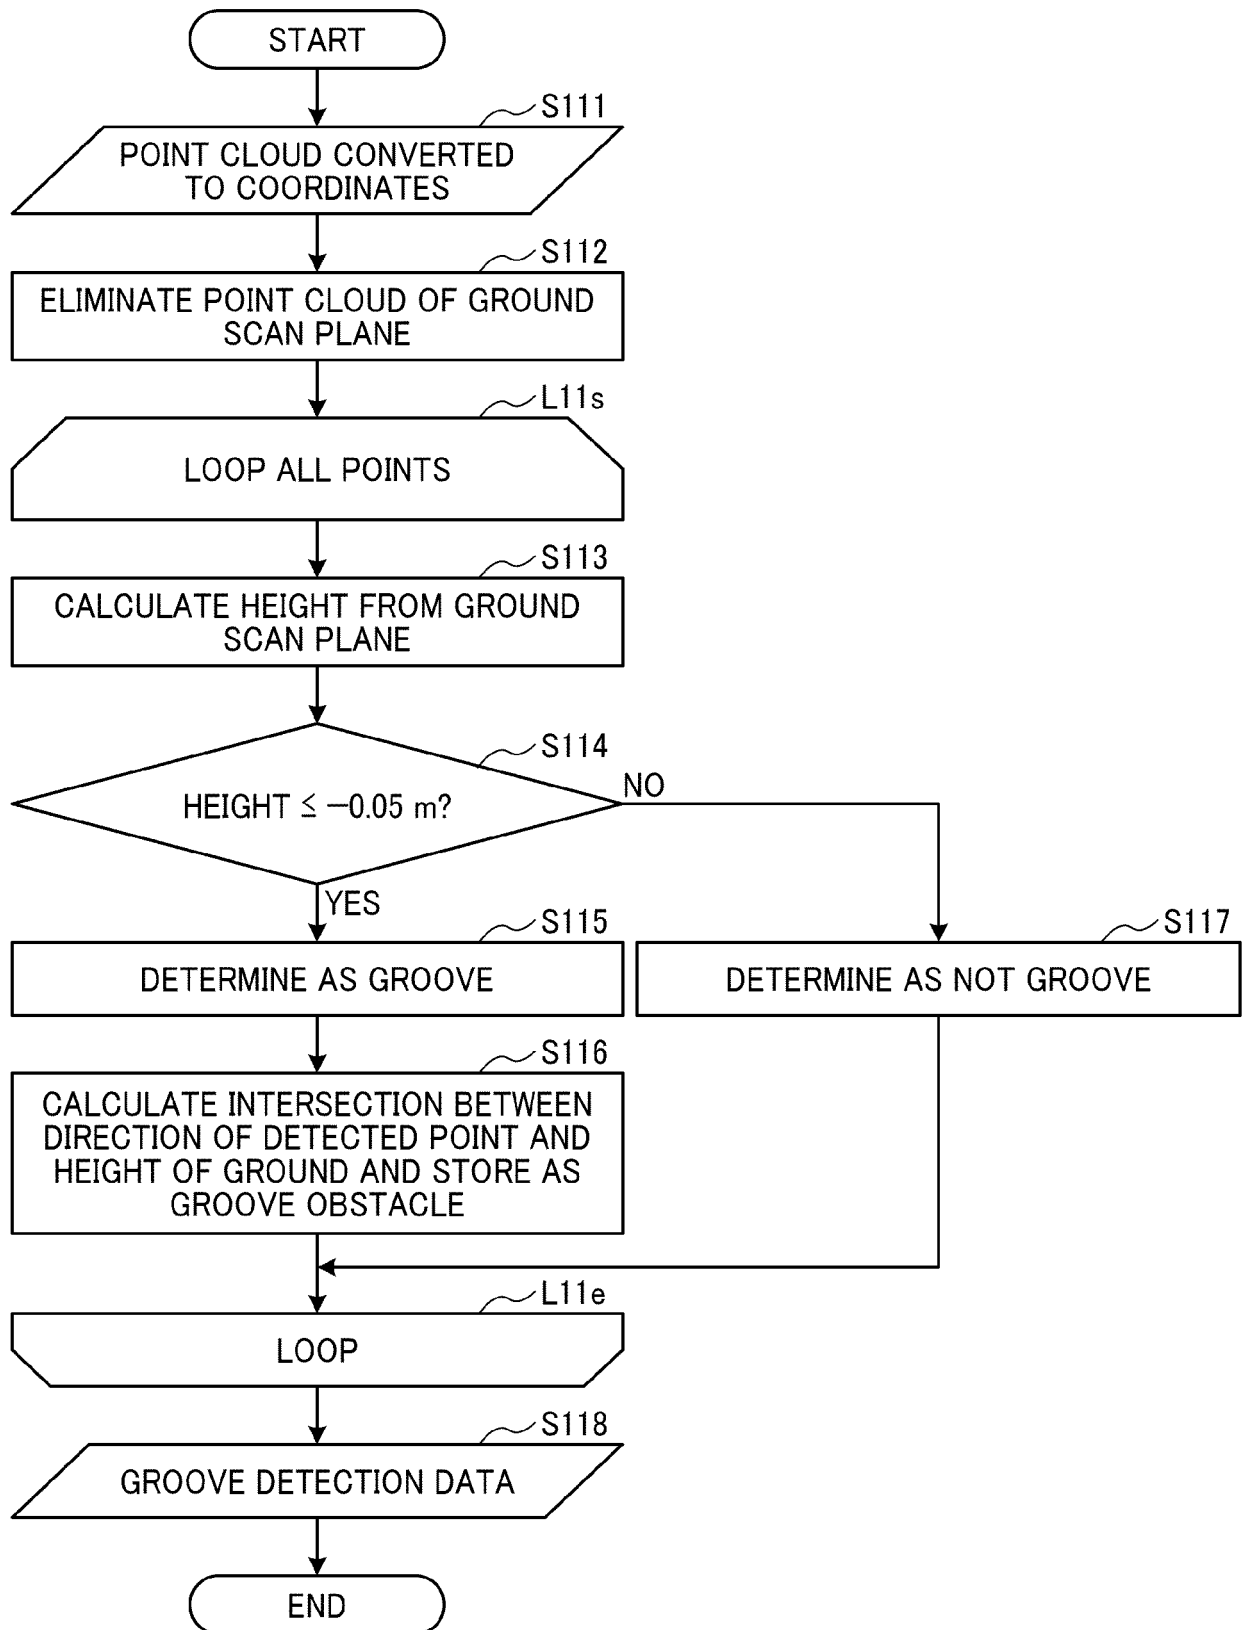 START
S111
POINT CLOUD CONVERTED
TO COORDINATES
S112
ELIMINATE POINT CLOUD OF GROUND
SCAN PLANE
L11s
LOOP ALL POINTS
S113
CALCULATE HEIGHT FROM GROUND
SCAN PLANE
S114
HEIGHT ≦ −0.05 m?
NO
YES
S115
DETERMINE AS GROOVE
S117
DETERMINE AS NOT GROOVE
S116
CALCULATE INTERSECTION BETWEEN
DIRECTION OF DETECTED POINT AND
HEIGHT OF GROUND AND STORE AS
GROOVE OBSTACLE
L11e
LOOP
S118
GROOVE DETECTION DATA
END